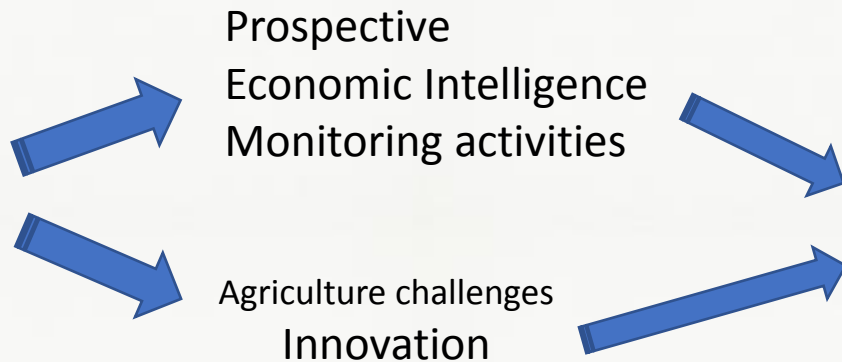 Prospective
Economic Intelligence
Monitoring activities
Agriculture challenges
Innovation